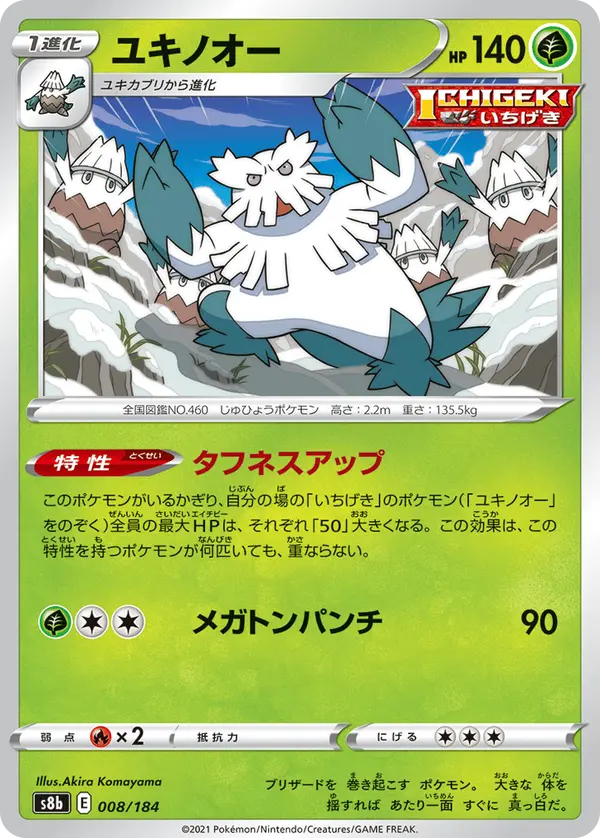 1進化
ユキノオー
HP 140
ユキカブリから進化
ICHIGEKI
いちげき
全国図鑑NO.460 じゅひょうポケモン 高さ：2.2m 重さ：135.5kg
特性 とくせい タフネスアップ
このポケモンがいるかぎり、自分の場の「いちげき」のポケモン（「ユキノオー」
をのぞく）全員の最大HPは、それぞれ「50」大きくなる。この効果は、この
特性を持つポケモンが何匹いても、重ならない。
メガトンパンチ 90
弱点 ×2 抵抗力 にげる
Illus.Akira Komayama
s8b E 008/184
ブリザードを 巻き起こす ポケモン。 大きな 体を
揺すれば あたり一面 すぐに 真っ白だ。
©2021 Pokémon/Nintendo/Creatures/GAME FREAK.